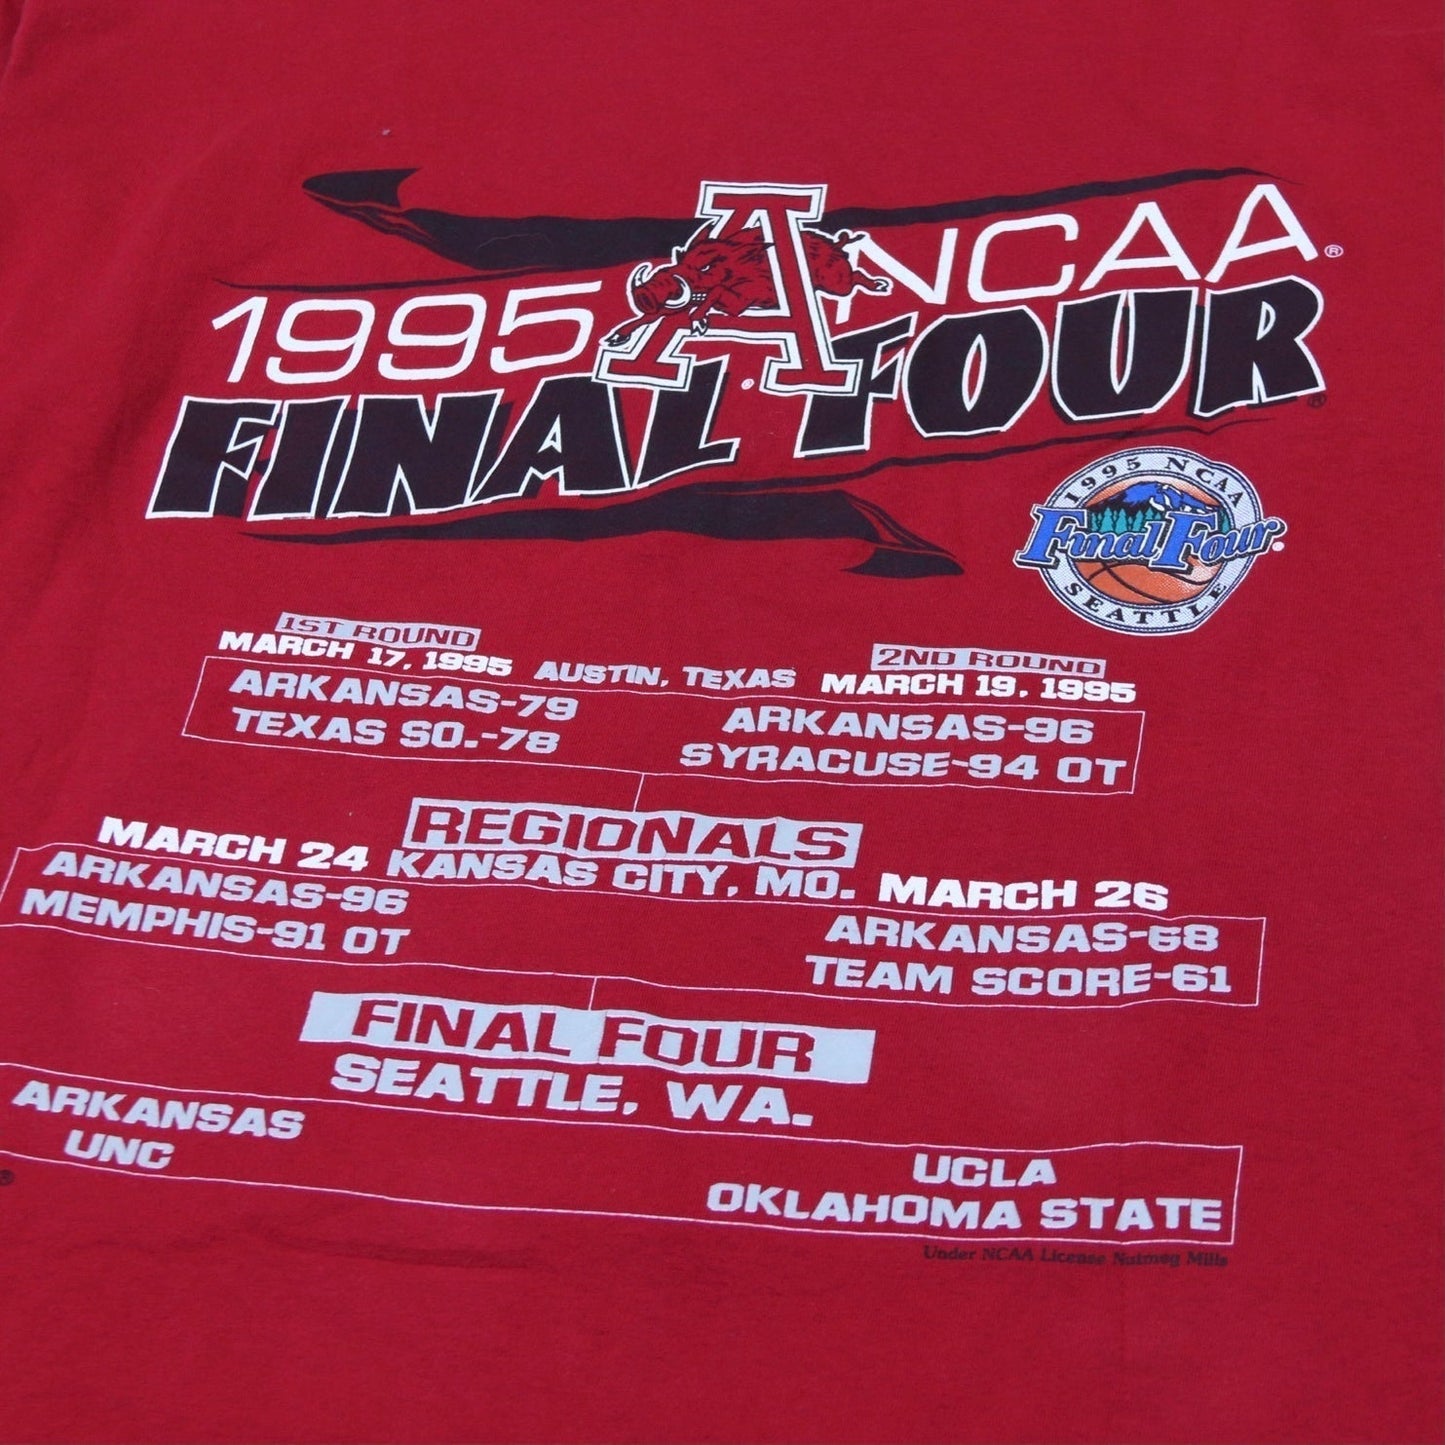 1995 A NCAA®
FINAL FOUR®
1995 NCAA
Final Four®
SEATTLE
1ST ROUND
MARCH 17, 1995
AUSTIN, TEXAS
2ND ROUND
MARCH 19, 1995
ARKANSAS-79
TEXAS SO.-78
ARKANSAS-96
SYRACUSE-94 OT
REGIONALS
MARCH 24 KANSAS CITY, MO. MARCH 26
ARKANSAS-96
MEMPHIS-91 OT
ARKANSAS-68
TEAM SCORE-61
FINAL FOUR
SEATTLE, WA.
ARKANSAS
UNC
UCLA
OKLAHOMA STATE
Under NCAA License Nutmeg Mills
®